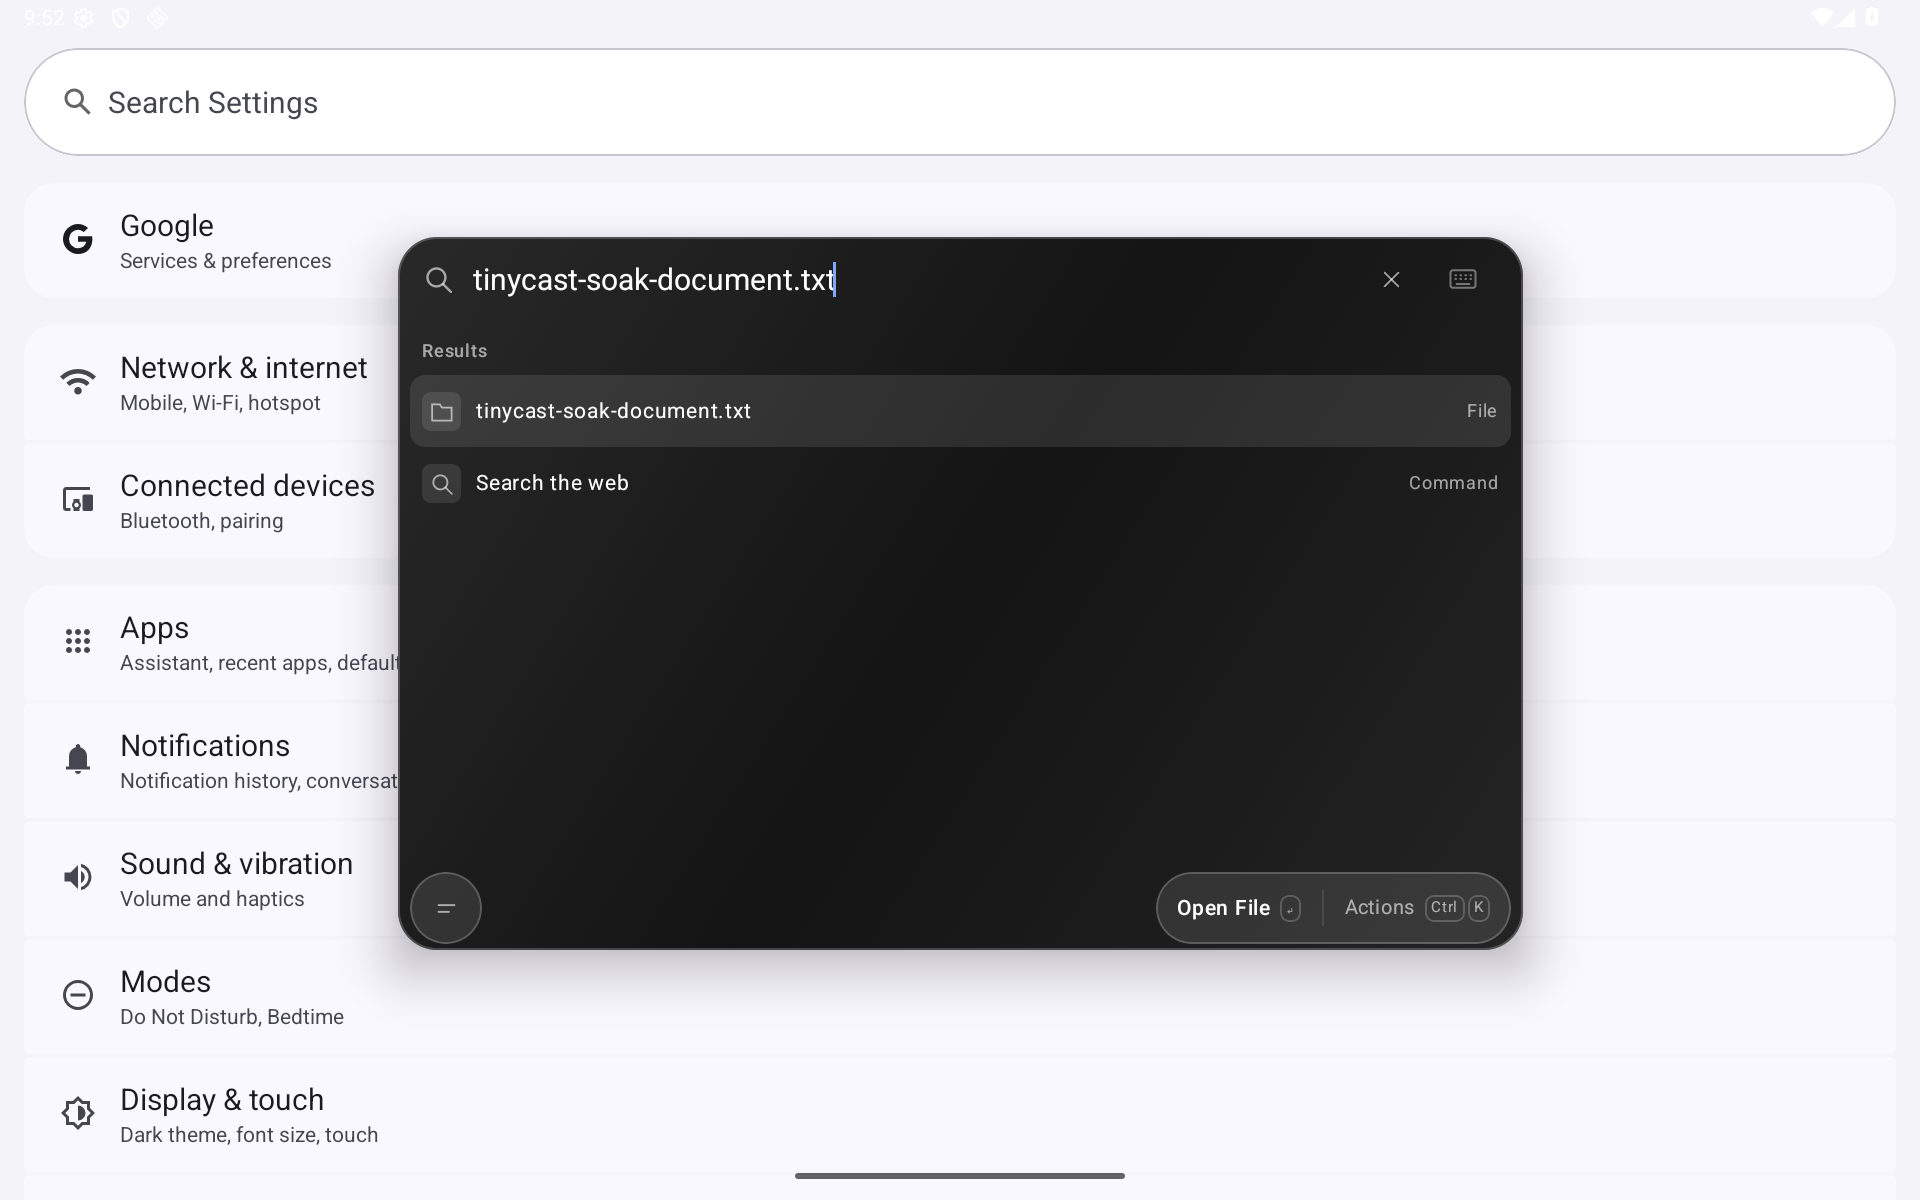 9:52
Search Settings
Google
Services & preferences
tinycast-soak-document.txt
Results
Network & internet
Mobile, Wi-Fi, hotspot
tinycast-soak-document.txt File
Search the web Command
Connected devices
Bluetooth, pairing
Apps
Assistant, recent apps, default
Notifications
Notification history, conversat
Sound & vibration
Volume and haptics
Open File Actions Ctrl K
Modes
Do Not Disturb, Bedtime
Display & touch
Dark theme, font size, touch